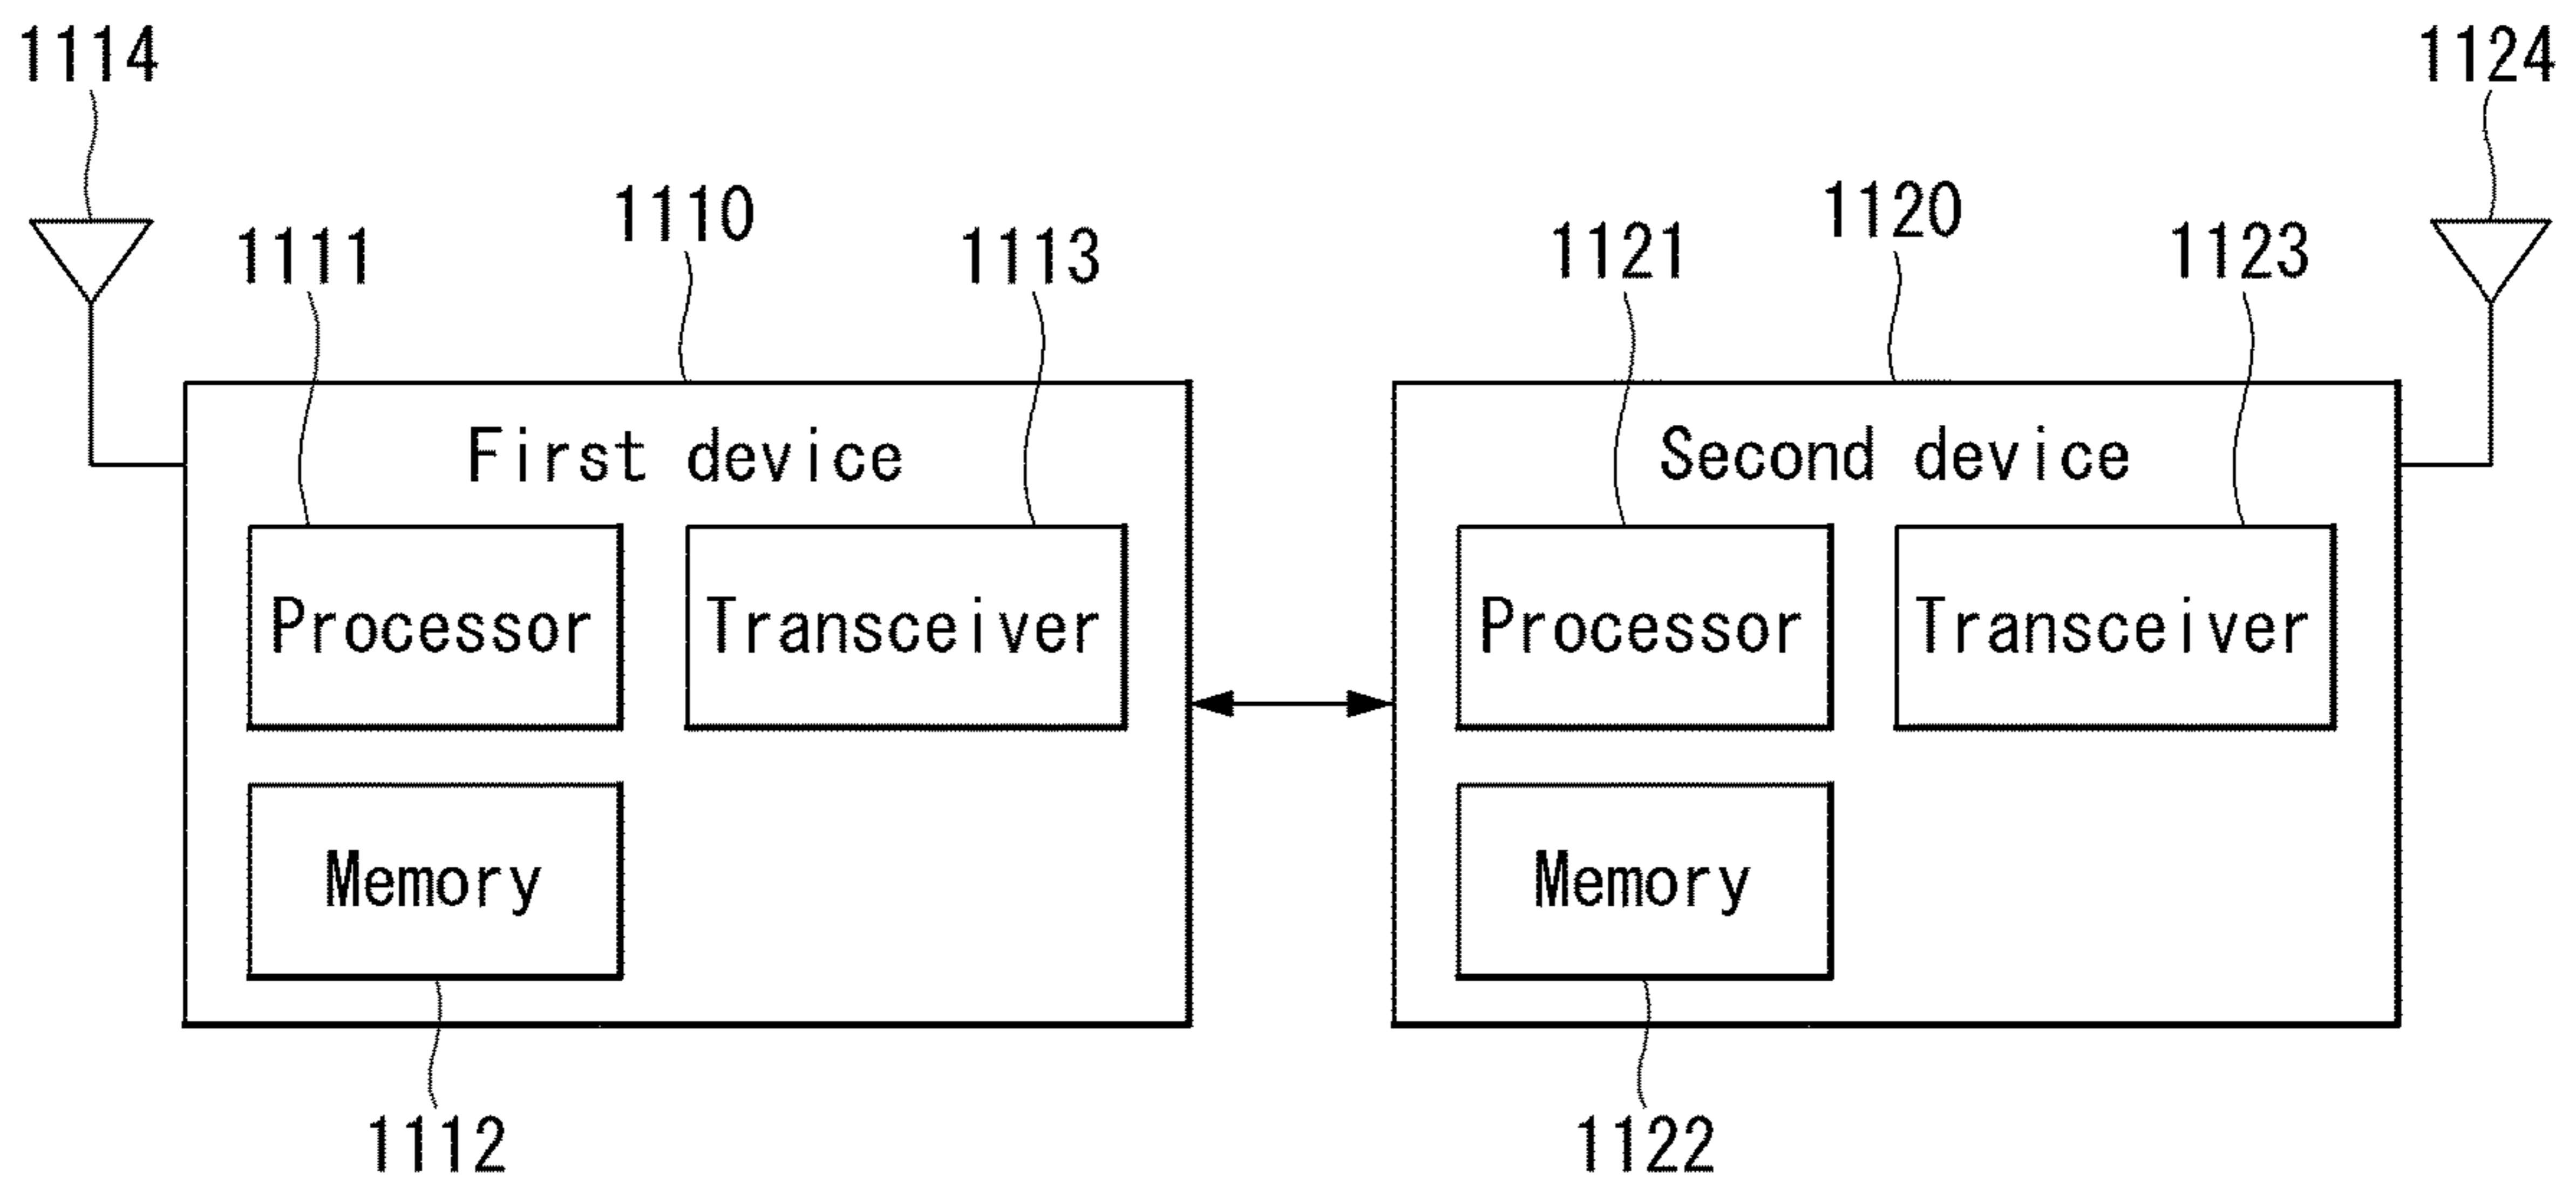 1114
1124
1110
1120
1111
1113
1121
1123
First device
Second device
Processor
Transceiver
Processor
Transceiver
Memory
Memory
1112
1122